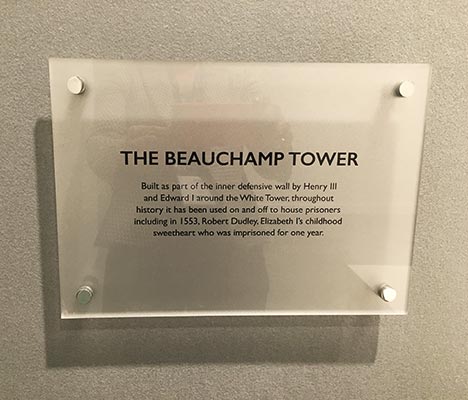 THE BEAUCHAMP TOWER
Built as part of the inner defensive wall by Henry III
and Edward I around the White Tower, throughout
history it has been used on and off to house prisoners
including in 1553, Robert Dudley, Elizabeth I's childhood
sweetheart who was imprisoned for one year.